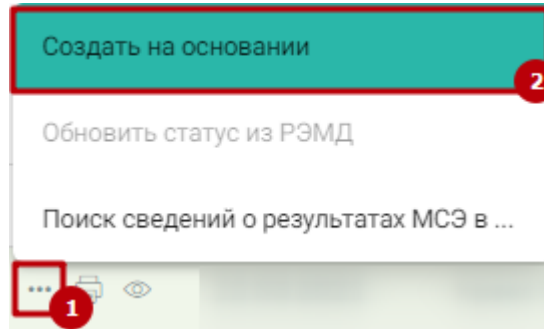 Создать на основании
2
Обновить статус из РЭМД
Поиск сведений о результатах МСЭ в ...
... 
1